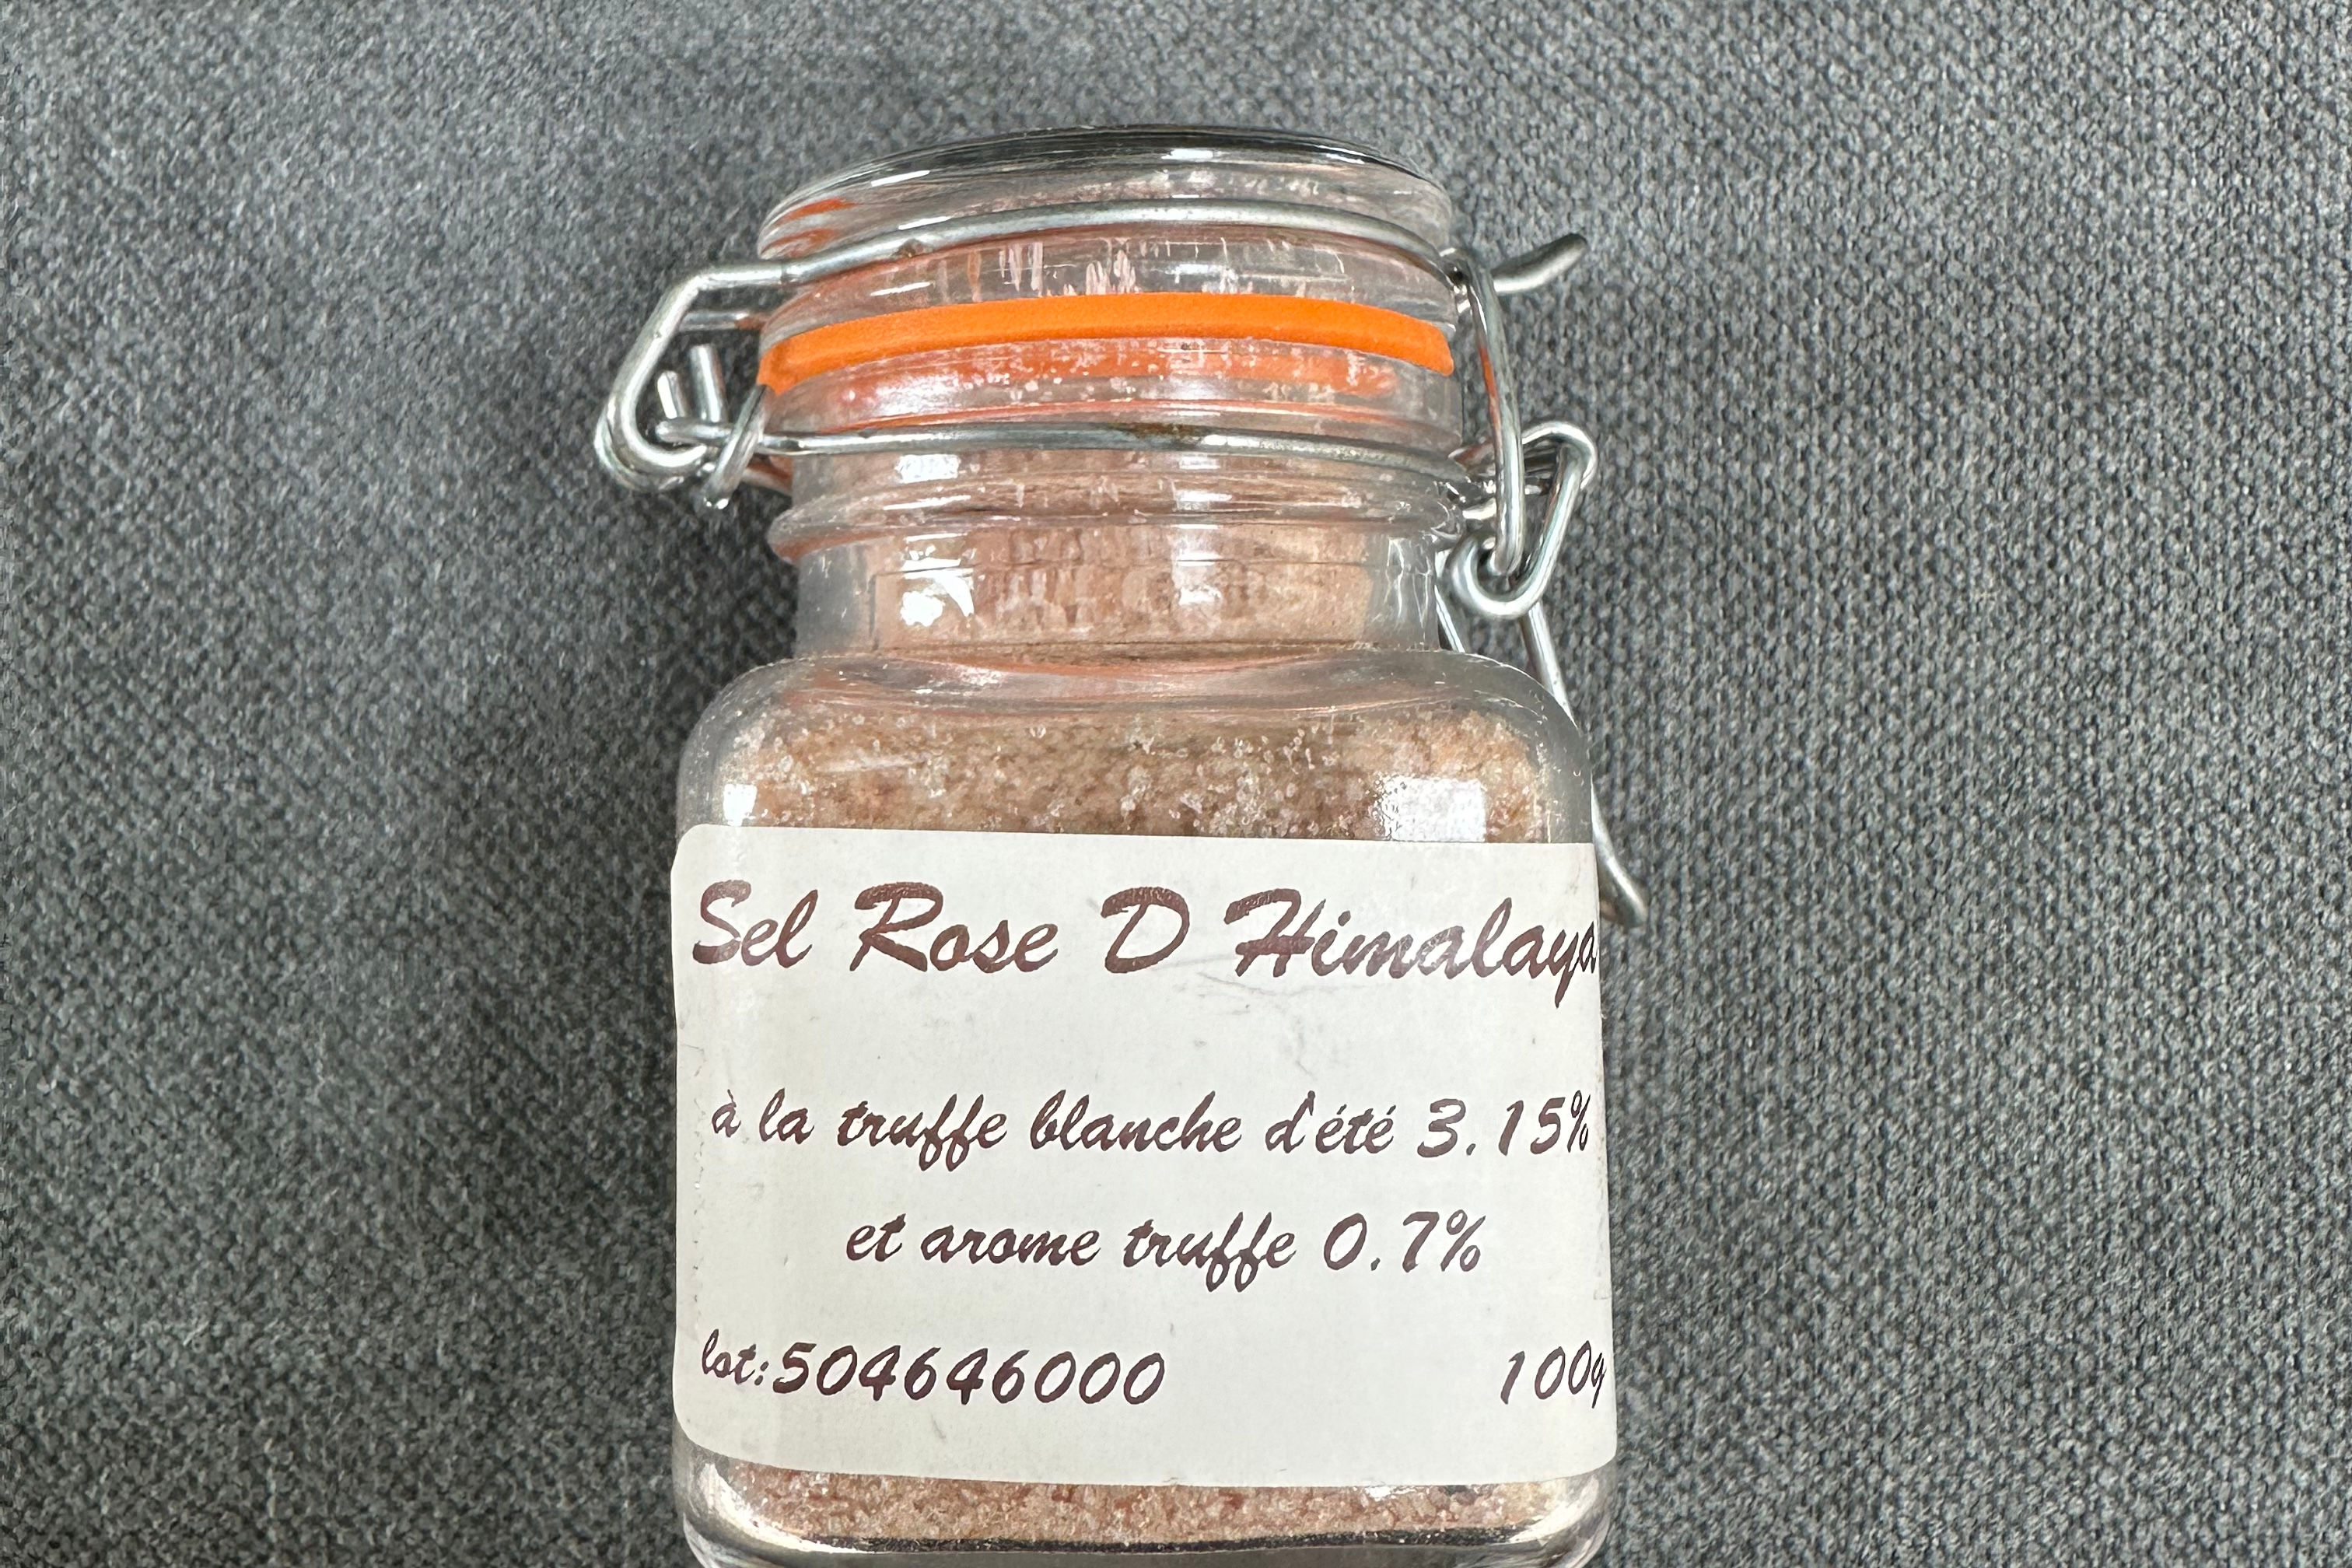 Sel Rose D Himalaya
à la truffe blanche d'été 3.15%
et arome truffe 0.7%
lot:504646000 100g